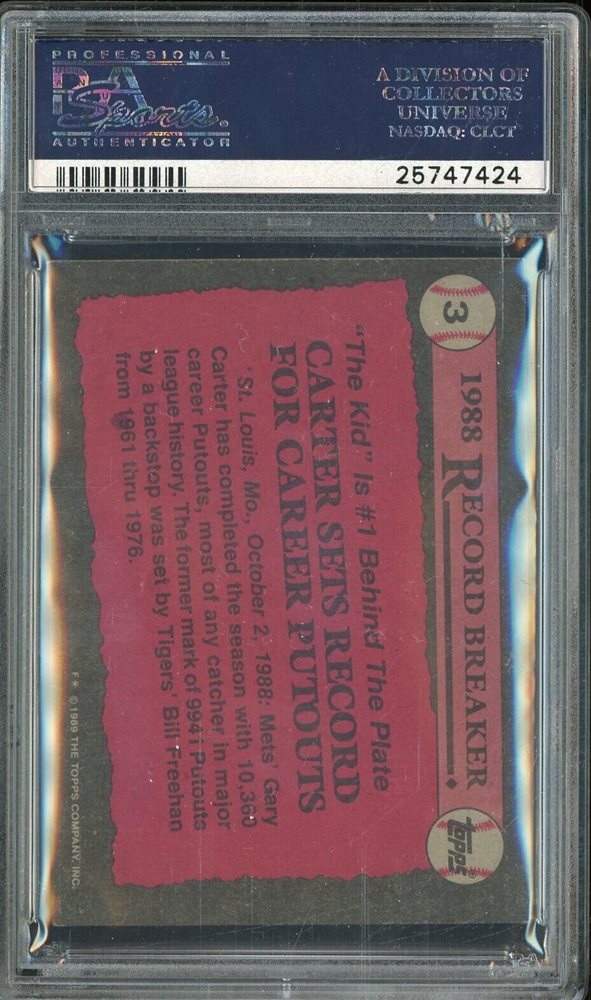 PROFESSIONAL
PSA
Sports
AUTHENTICATION
AUTHENTICATOR
A DIVISION OF
COLLECTORS
UNIVERSE
NASDAQ: CLCT
25747424
3
1988 RECORD BREAKER
Topps®
"The Kid" Is #1 Behind The Plate
CARTER SETS RECORD
FOR CAREER PUTOUTS
St. Louis, Mo., October 2, 1988: Mets' Gary
Carter has completed the season with 10,360
career Putouts, most of any catcher in major
league history. The former mark of 9941 Putouts
by a backstop was set by Tigers' Bill Freehan
from 1961 thru 1976.
F* ©1989 THE TOPPS COMPANY, INC.